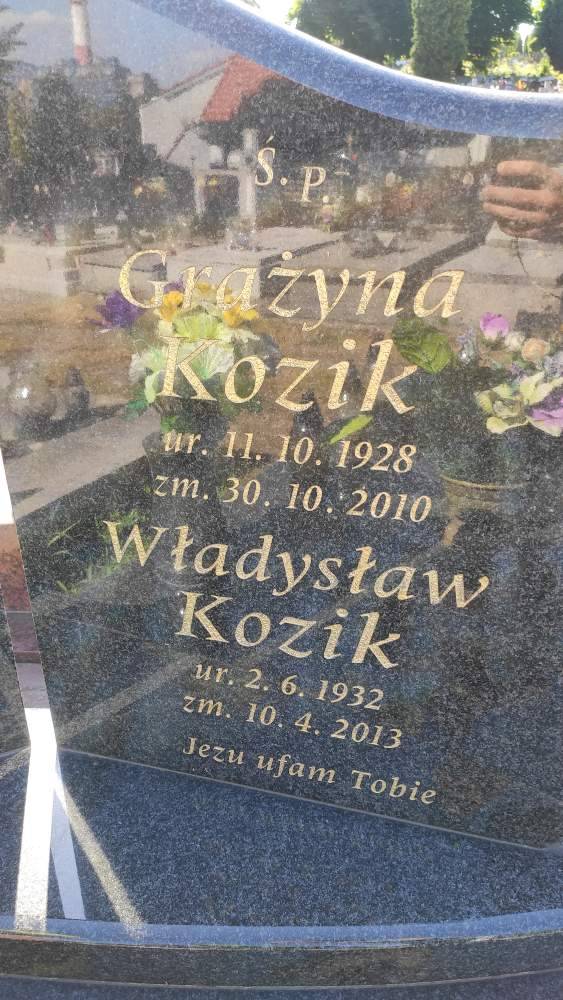 Ś. P.
Grażyna
Kozik
ur. 11. 10. 1928
zm. 30. 10. 2010
Władysław
Kozik
ur. 2. 6. 1932
zm. 10. 4. 2013
Jezu ufam Tobie